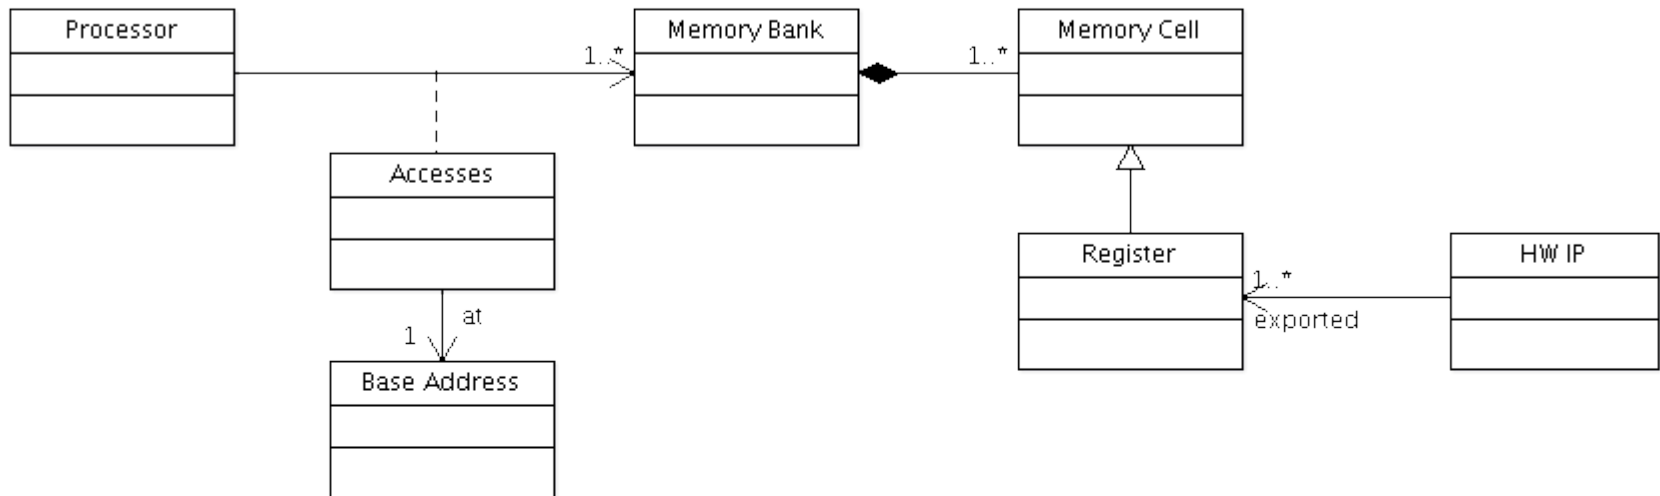 Processor
Memory Bank
Memory Cell
1..*
1..*
Accesses
Register
HW IP
1..*
exported
at
1
Base Address